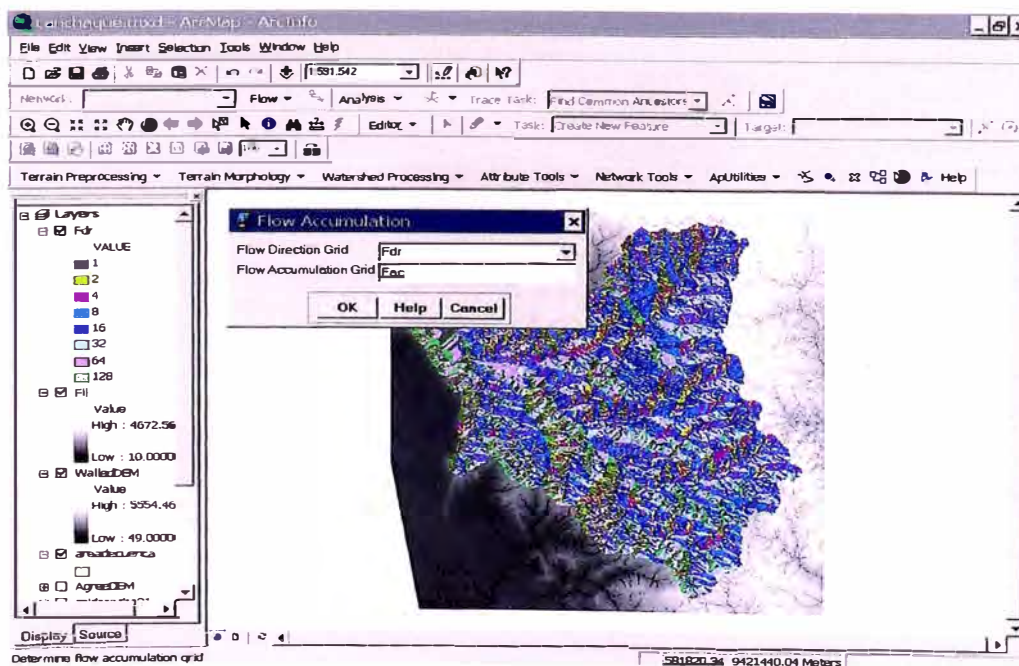 Lanchaque.mxd - ArcMap - ArcInfo
File Edit View Insert Selection Tools Window Help
1:591.542
Network: Flow Analysis Trace Task: Find Common Ancestors
Editor Task: Create New Feature Target:
Terrain Preprocessing Terrain Morphology Watershed Processing Attribute Tools Network Tools ApUtilities Help
Layers
Fdr
VALUE
1
2
4
8
16
32
64
128
Fil
Value
High : 4672.56
Low : 10.0000
WalledDEM
Value
High : 5554.46
Low : 49.0000
areadecuenca
AgreeDEM
Display Source
Determine flow accumulation grid
581820.34 9421440.04 Meters
Flow Accumulation
Flow Direction Grid Fdr
Flow Accumulation Grid Fac
OK Help Cancel